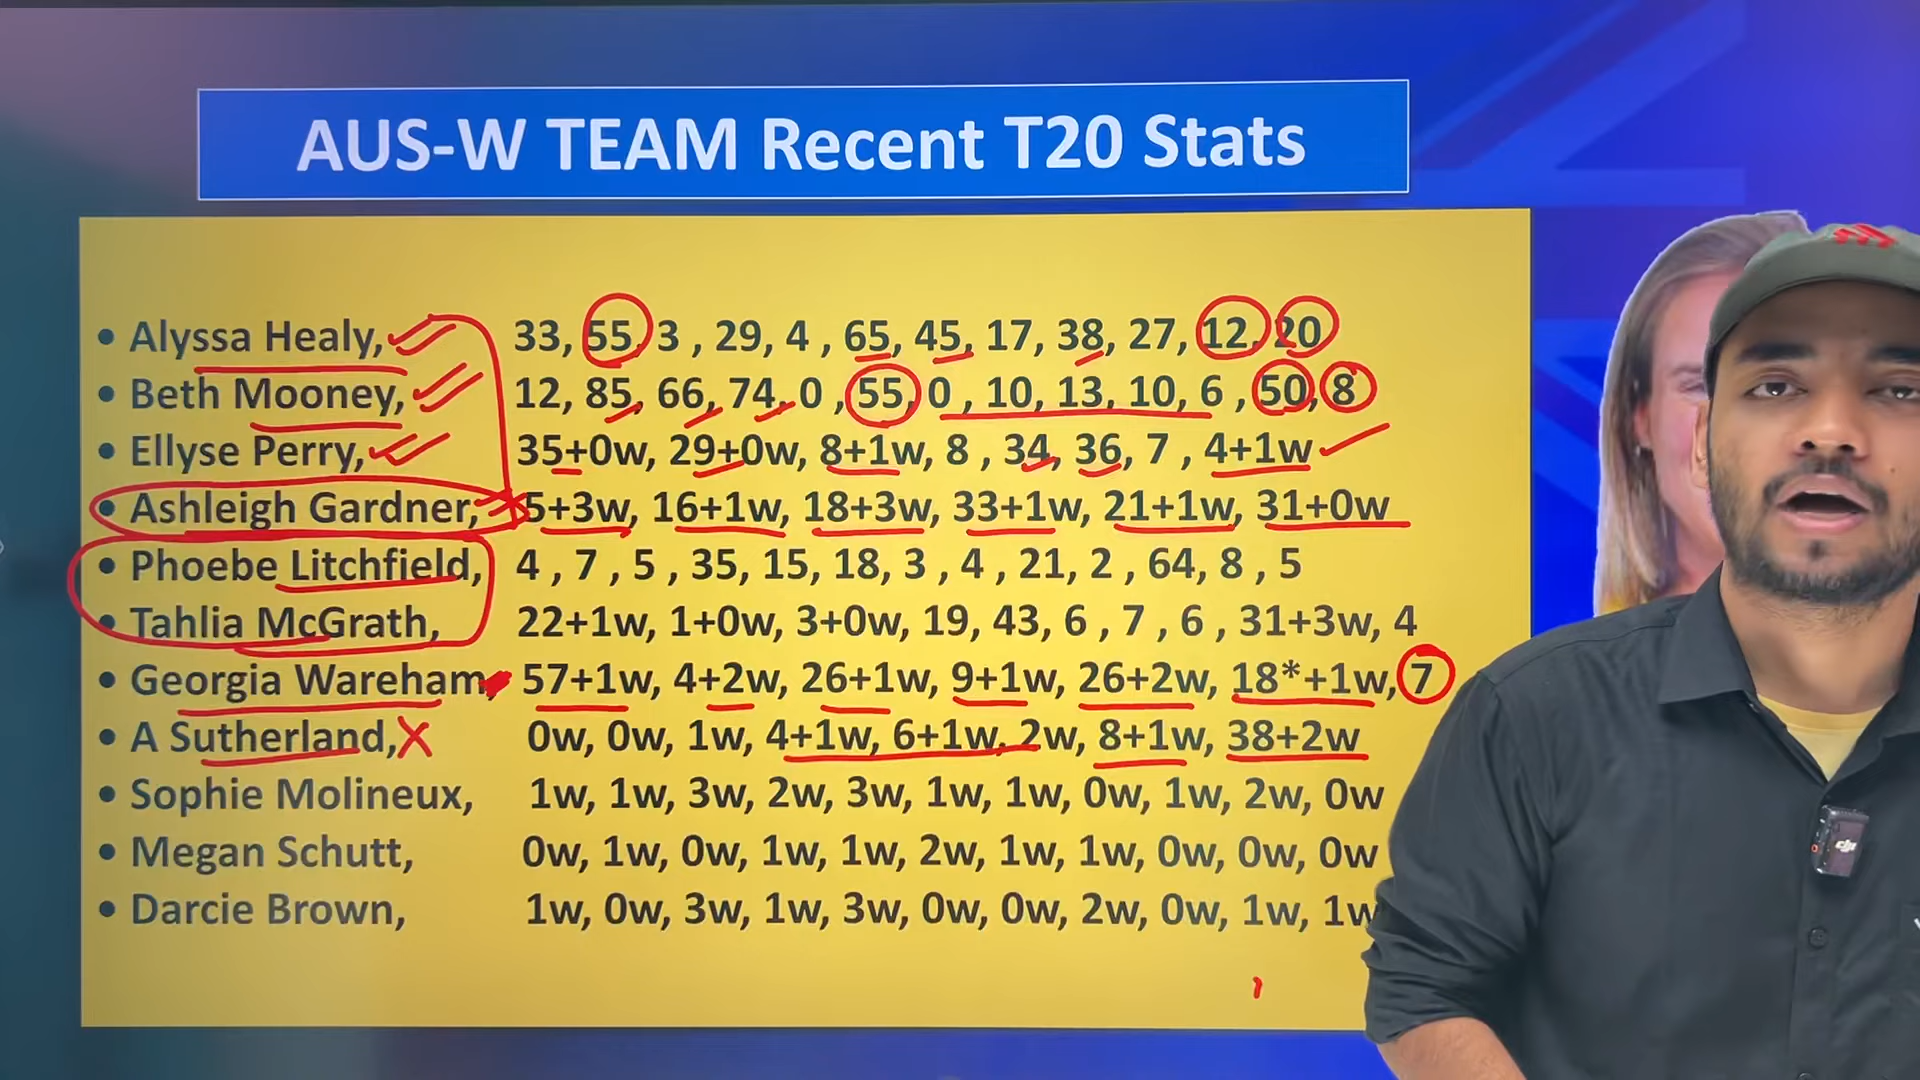 AUS-W TEAM Recent T20 Stats
• Alyssa Healy, 33, 55, 3 , 29, 4 , 65, 45, 17, 38, 27, 12, 20
• Beth Mooney, 12, 85, 66, 74, 0 , 55, 0 , 10, 13, 10, 6 , 50, 8
• Ellyse Perry, 35+0w, 29+0w, 8+1w, 8 , 34, 36, 7 , 4+1w
• Ashleigh Gardner, 5+3w, 16+1w, 18+3w, 33+1w, 21+1w, 31+0w
• Phoebe Litchfield, 4 , 7 , 5 , 35, 15, 18, 3 , 4 , 21, 2 , 64, 8 , 5
• Tahlia McGrath, 22+1w, 1+0w, 3+0w, 19, 43, 6 , 7 , 6 , 31+3w, 4
• Georgia Wareham, 57+1w, 4+2w, 26+1w, 9+1w, 26+2w, 18*+1w, 7
• A Sutherland, 0w, 0w, 1w, 4+1w, 6+1w, 2w, 8+1w, 38+2w
• Sophie Molineux, 1w, 1w, 3w, 2w, 3w, 1w, 1w, 0w, 1w, 2w, 0w
• Megan Schutt, 0w, 1w, 0w, 1w, 1w, 2w, 1w, 1w, 0w, 0w, 0w
• Darcie Brown, 1w, 0w, 3w, 1w, 3w, 0w, 0w, 2w, 0w, 1w, 1w
dji